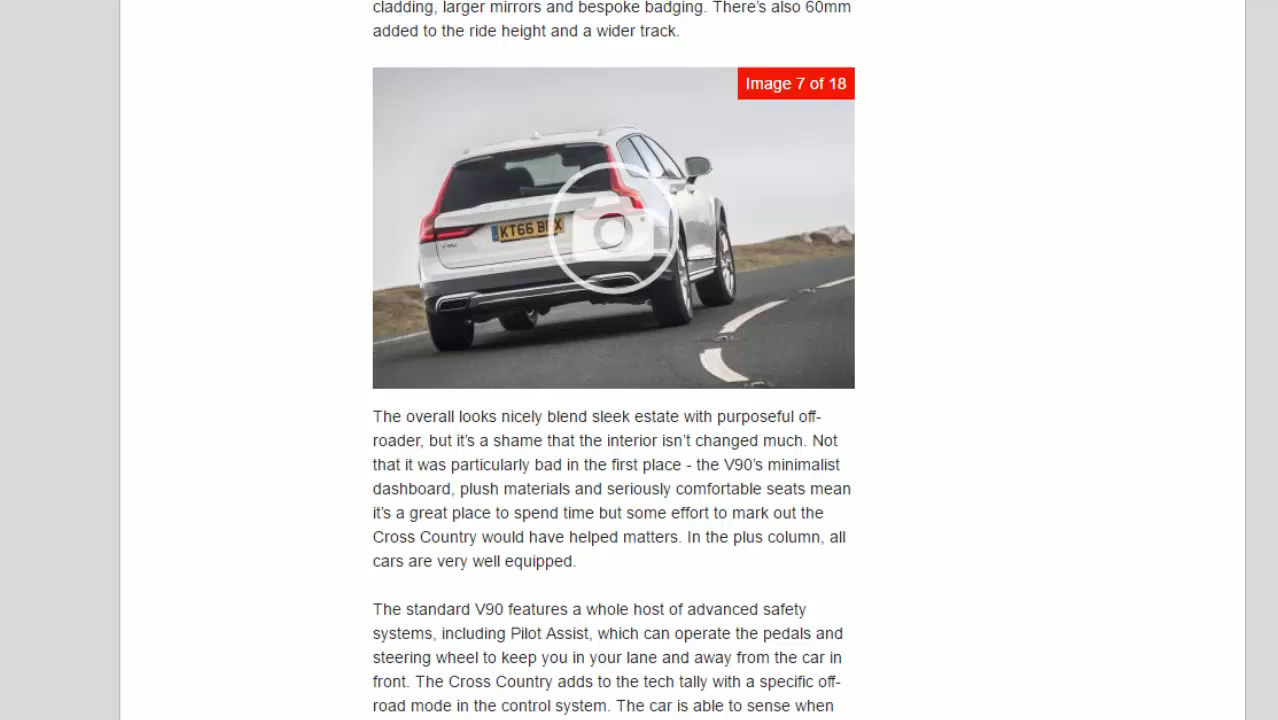 cladding, larger mirrors and bespoke badging. There’s also 60mm
added to the ride height and a wider track.
Image 7 of 18
KT66
The overall looks nicely blend sleek estate with purposeful off-
roader, but it’s a shame that the interior isn’t changed much. Not
that it was particularly bad in the first place - the V90’s minimalist
dashboard, plush materials and seriously comfortable seats mean
it’s a great place to spend time but some effort to mark out the
Cross Country would have helped matters. In the plus column, all
cars are very well equipped.
The standard V90 features a whole host of advanced safety
systems, including Pilot Assist, which can operate the pedals and
steering wheel to keep you in your lane and away from the car in
front. The Cross Country adds to the tech tally with a specific off-
road mode in the control system. The car is able to sense when